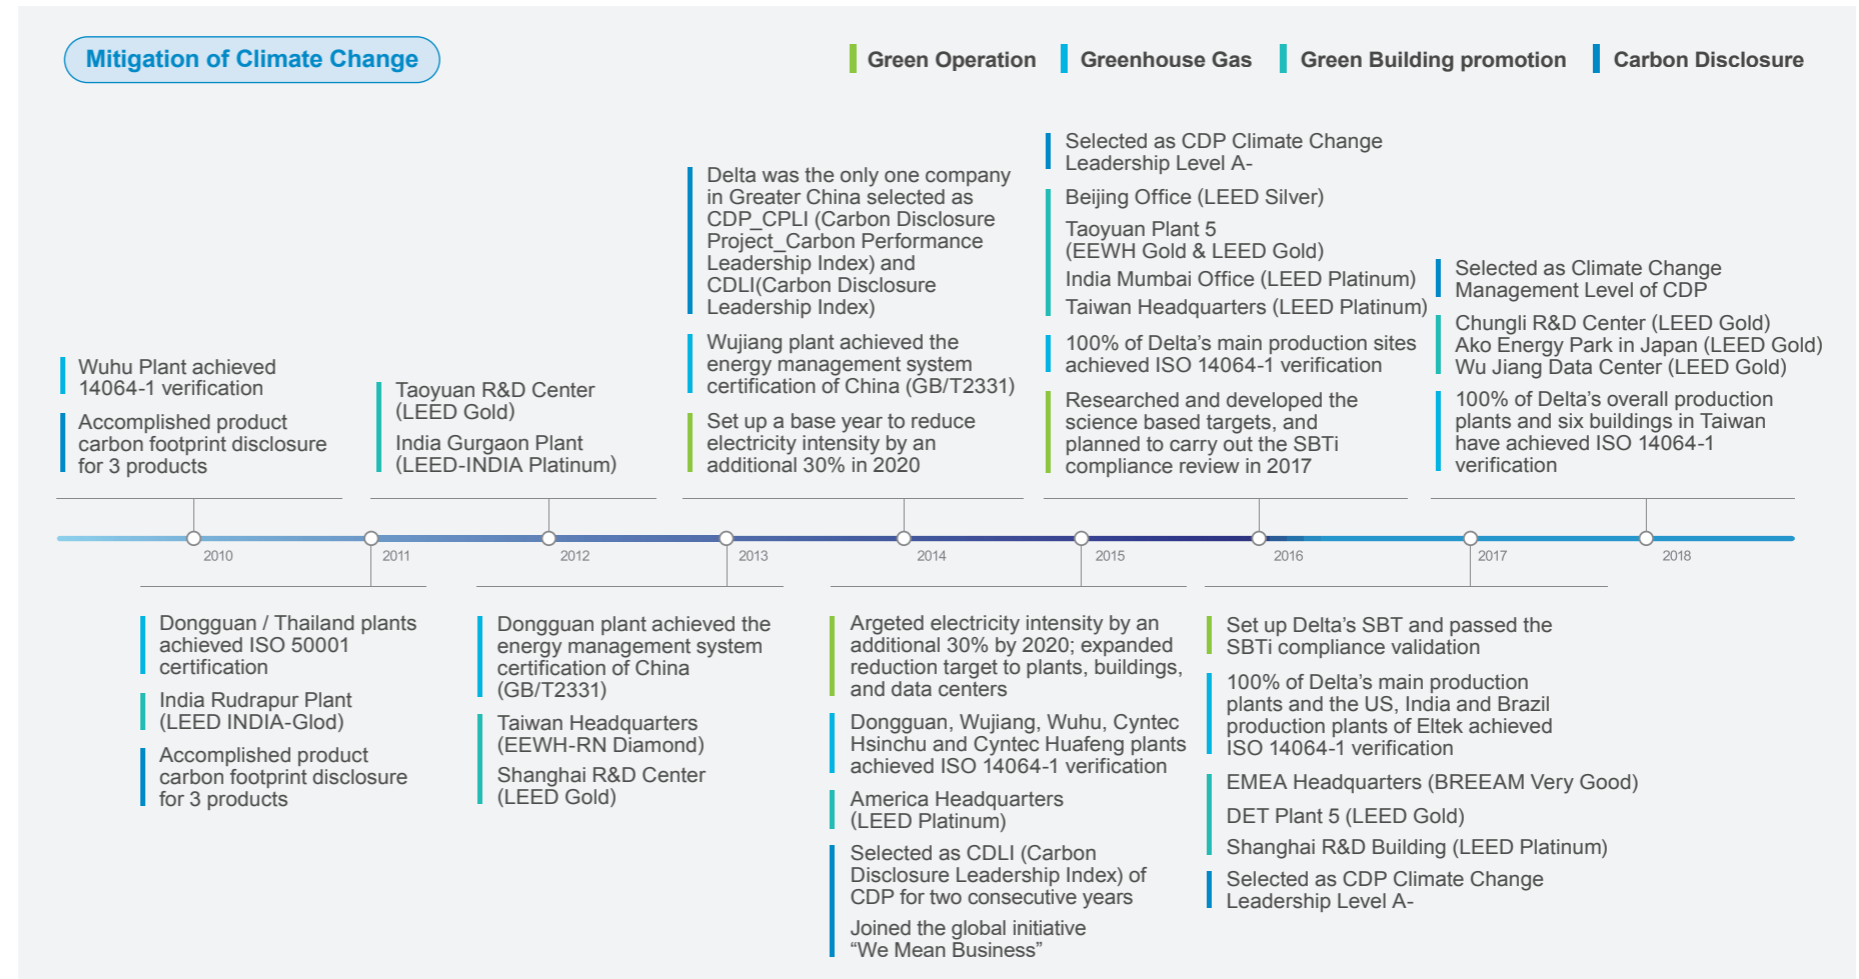 Mitigation of Climate Change
Green Operation
Greenhouse Gas
Green Building promotion
Carbon Disclosure
Wuhu Plant achieved
14064-1 verification
Accomplished product
carbon footprint disclosure
for 3 products
Taoyuan R&D Center
(LEED Gold)
India Gurgaon Plant
(LEED-INDIA Platinum)
Delta was the only one company
in Greater China selected as
CDP_CPLI (Carbon Disclosure
Project_Carbon Performance
Leadership Index) and
CDLI(Carbon Disclosure
Leadership Index)
Wujiang plant achieved the
energy management system
certification of China (GB/T2331)
Set up a base year to reduce
electricity intensity by an
additional 30% in 2020
Selected as CDP Climate Change
Leadership Level A-
Beijing Office (LEED Silver)
Taoyuan Plant 5
(EEWH Gold & LEED Gold)
India Mumbai Office (LEED Platinum)
Taiwan Headquarters (LEED Platinum)
100% of Delta’s main production sites
achieved ISO 14064-1 verification
Researched and developed the
science based targets, and
planned to carry out the SBTi
compliance review in 2017
Selected as Climate Change
Management Level of CDP
Chungli R&D Center (LEED Gold)
Ako Energy Park in Japan (LEED Gold)
Wu Jiang Data Center (LEED Gold)
100% of Delta’s overall production
plants and six buildings in Taiwan
have achieved ISO 14064-1
verification
2010
2011
2012
2013
2014
2015
2016
2017
2018
Dongguan / Thailand plants
achieved ISO 50001
certification
India Rudrapur Plant
(LEED INDIA-Glod)
Accomplished product
carbon footprint disclosure
for 3 products
Dongguan plant achieved the
energy management system
certification of China
(GB/T2331)
Taiwan Headquarters
(EEWH-RN Diamond)
Shanghai R&D Center
(LEED Gold)
Argeted electricity intensity by an
additional 30% by 2020; expanded
reduction target to plants, buildings,
and data centers
Dongguan, Wujiang, Wuhu, Cyntec
Hsinchu and Cyntec Huafeng plants
achieved ISO 14064-1 verification
America Headquarters
(LEED Platinum)
Selected as CDLI (Carbon
Disclosure Leadership Index) of
CDP for two consecutive years
Joined the global initiative
“We Mean Business”
Set up Delta’s SBT and passed the
SBTi compliance validation
100% of Delta’s main production
plants and the US, India and Brazil
production plants of Eltek achieved
ISO 14064-1 verification
EMEA Headquarters (BREEAM Very Good)
DET Plant 5 (LEED Gold)
Shanghai R&D Building (LEED Platinum)
Selected as CDP Climate Change
Leadership Level A-